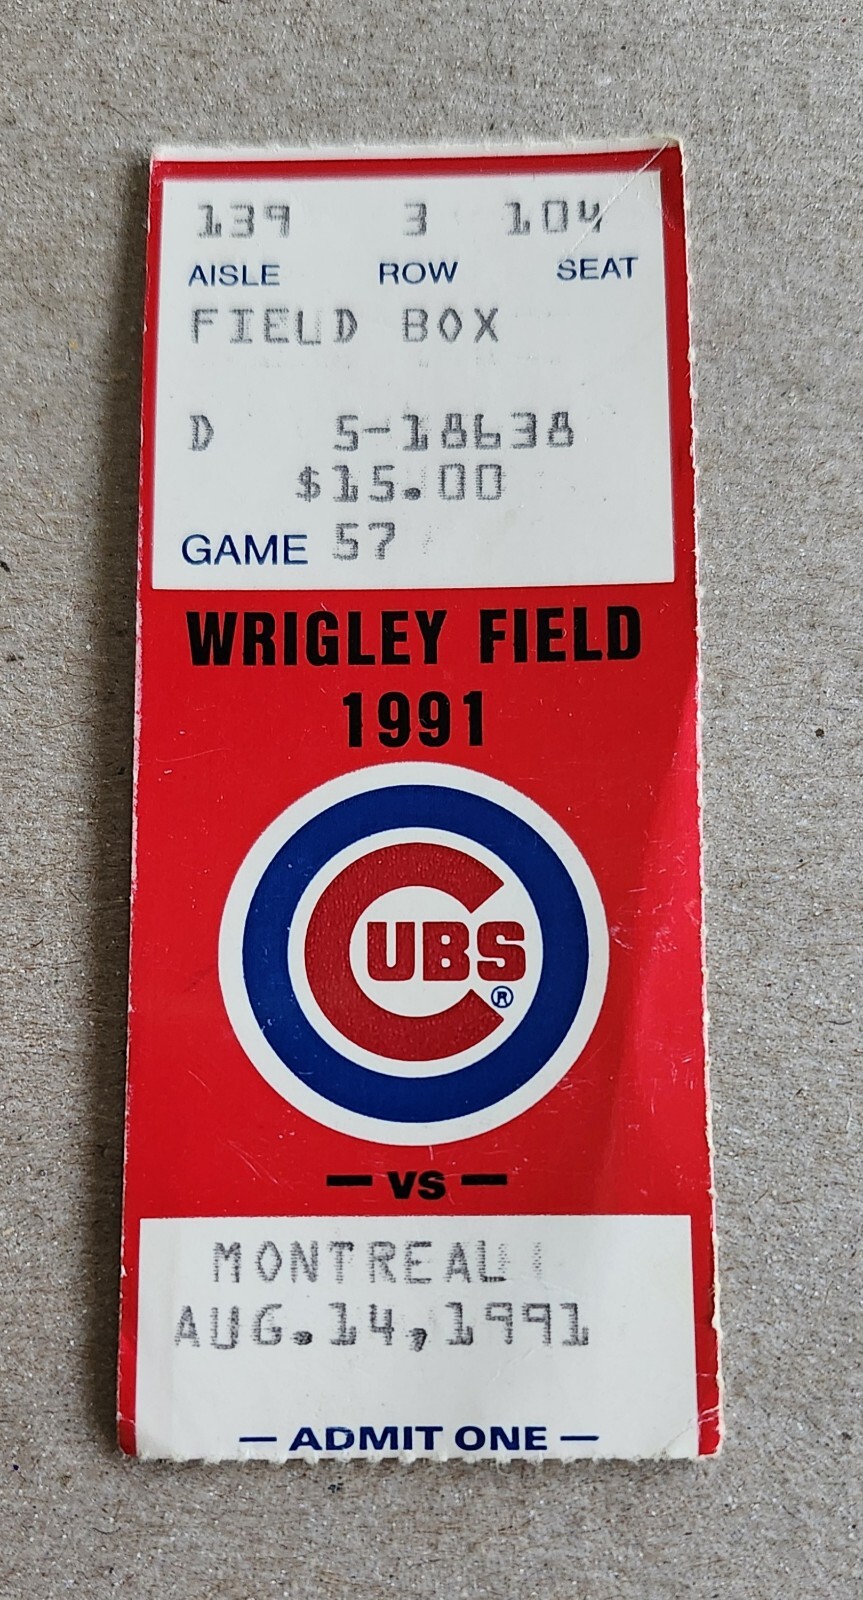 139 3 104
AISLE ROW SEAT
FIELD BOX
D 5-18638
$15.00
GAME 57
WRIGLEY FIELD
1991
CUBS®
— VS —
MONTREAL
AUG.14,1991
— ADMIT ONE —